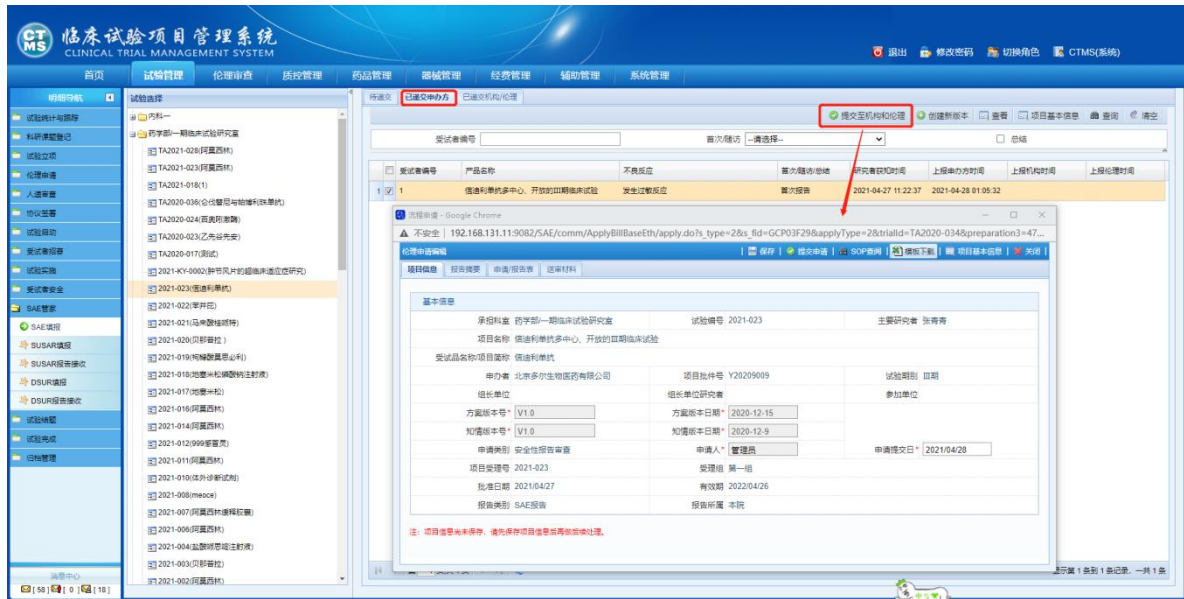 CTMS
临床试验项目管理系统
CLINICAL TRIAL MANAGEMENT SYSTEM
退出 修改密码 切换角色 CTMS(系统)
首页 试验管理 伦理审查 质控管理 药品管理 器械管理 经费管理 辅助管理 系统管理
明细导航
试验统计与跟踪
科研课题登记
试验立项
伦理申请
人遗审查
协议签署
试验启动
受试者招募
试验实施
受试者安全
SAE管家
SAE填报
SUSAR填报
SUSAR报告接收
DSUR填报
DSUR报告接收
试验结题
试验完成
归档管理
消息中心
[ 58 ] [ 0 ] [ 18 ]
试验选择
内科一
药学部/一期临床试验研究室
TA2021-028(阿莫西林)
TA2021-023(阿莫西林)
TA2021-018(1)
TA2020-036(仑伐替尼与帕博利珠单抗)
TA2020-024(百奥阳激酶)
TA2020-023(乙先谷先安)
TA2020-017(测试)
2021-KY-0002(肿节风片的超临床适应症研究)
2021-023(信迪利单抗)
2021-022(苹并芘)
2021-021(马来酸桂哌特)
2021-020(贝那普拉 )
2021-019(枸橼酸莫思必利)
2021-018(地塞米松磷酸钠注射液)
2021-017(地塞米松)
2021-016(阿莫西林)
2021-014(阿莫西林)
2021-012(999感冒灵)
2021-011(阿莫西林)
2021-010(体外诊断试剂)
2021-008(meoce)
2021-007(阿莫西林缓释胶囊)
2021-006(阿莫西林)
2021-004(盐酸哌思啶注射液)
2021-003(贝那普拉)
2021-002(阿莫西林)
待递交 已递交申办方 已递交机构/伦理
提交至机构和伦理 创建新版本 查看 项目基本信息 查询 清空
受试者编号 首次/随访 --请选择-- 总结
受试者编号 产品名称 不良反应 首次/随访/总结 研究者获知时间 上报申办方时间 上报机构时间 上报伦理时间
1 1 信迪利单抗多中心、开放的III期临床试验 发生过敏反应 首次报告 2021-04-27 11:22:37 2021-04-28 01:05:32
流程申请 - Google Chrome
不安全 | 192.168.131.11:9082/SAE/comm/ApplyBillBaseEth/apply.do?s_type=2&s_fid=GCP03F29&applyType=2&trialId=TA2020-034&preparation3=47...
伦理申请编辑 | 保存 | 提交申请 | SOP查阅 | 模板下载 | 项目基本信息 | 关闭 |
项目信息 报告摘要 申请/报告表 送审材料
基本信息
承担科室 药学部/一期临床试验研究室 试验编号 2021-023 主要研究者 张青青
项目名称 信迪利单抗多中心、开放的III期临床试验
受试品名称/项目简称 信迪利单抗
申办者 北京多尔生物医药有限公司 项目批件号 Y20209009 试验期别 III期
组长单位 组长单位研究者 参加单位
方案版本号* V1.0 方案版本日期* 2020-12-15
知情版本号* V1.0 知情版本日期* 2020-12-9
申请类别 安全性报告审查 申请人* 管理员 申请提交日* 2021/04/28
项目受理号 2021-023 受理组 第一组
批准日期 2021/04/27 有效期 2022/04/26
报告类别 SAE报告 报告所属 本院
注：项目信息尚未保存，请先保存项目信息后再做后续处理。
显示第 1 条到 1 条记录，一共 1 条